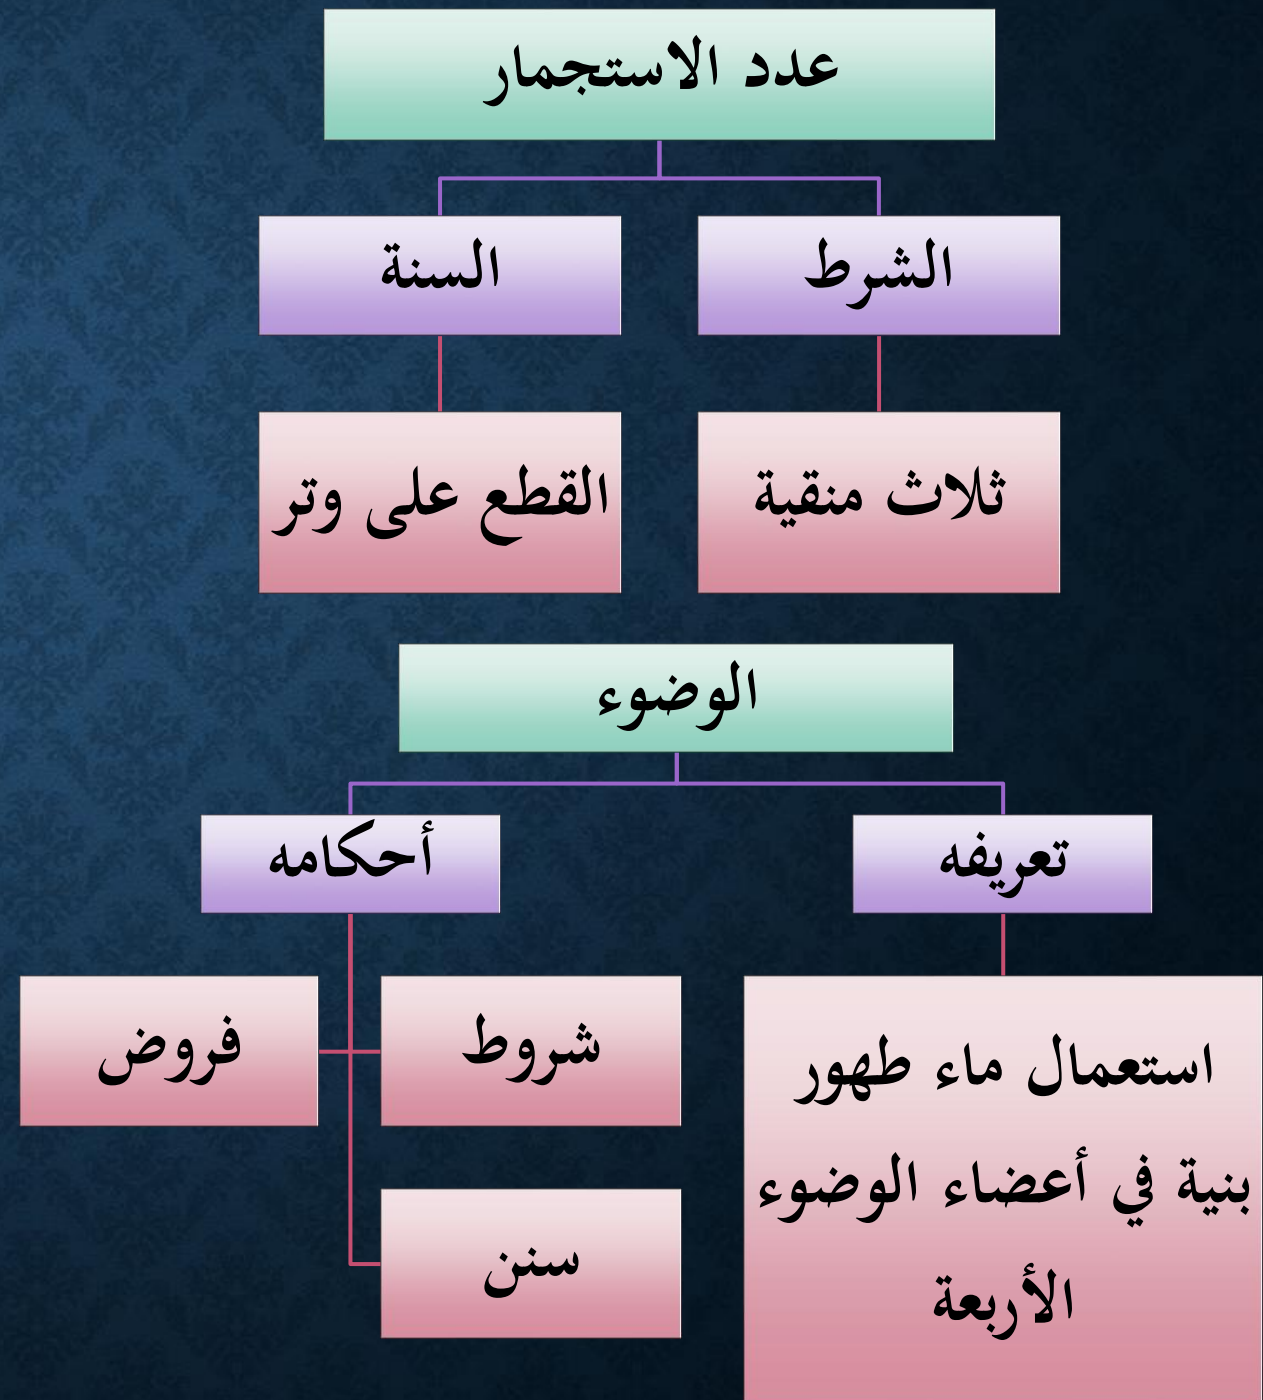 عدد الاستجمار
الشرط
السنة
ثلاث منقية
القطع على وتر
الوضوء
تعريفه
أحكامه
استعمال ماء طهور
بنية في أعضاء الوضوء
الأربعة
شروط
فروض
سنن